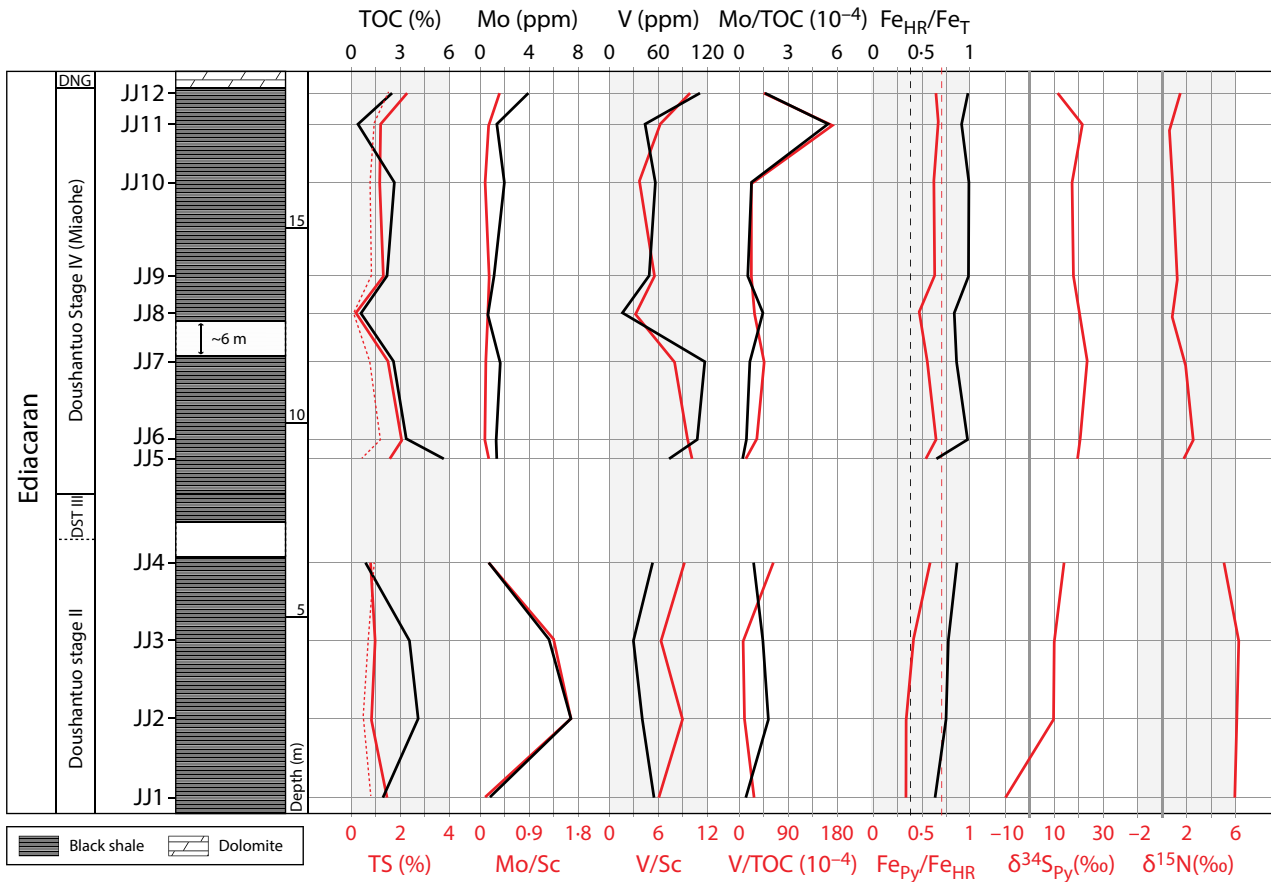 TOC (%) Mo (ppm) V (ppm) Mo/TOC (10⁻⁴) Fe_HR/Fe_T
0 3 6 0 4 8 0 60 120 0 3 6 0 0·5 1
DNG
JJ12
JJ11
JJ10
15
JJ9
JJ8
~6 m
JJ7
10
JJ6
JJ5
Doushantuo Stage IV (Miaohe)
Ediacaran
DST III
JJ4
5
JJ3
JJ2
JJ1
Doushantuo stage II
Depth (m)
0 2 4 0 0·9 1·8 0 6 12 0 90 180 0 0·5 1 –10 10 30 –2 2 6
TS (%) Mo/Sc V/Sc V/TOC (10⁻⁴) Fe_Py/Fe_HR δ³⁴S_Py(‰) δ¹⁵N(‰)
Black shale Dolomite